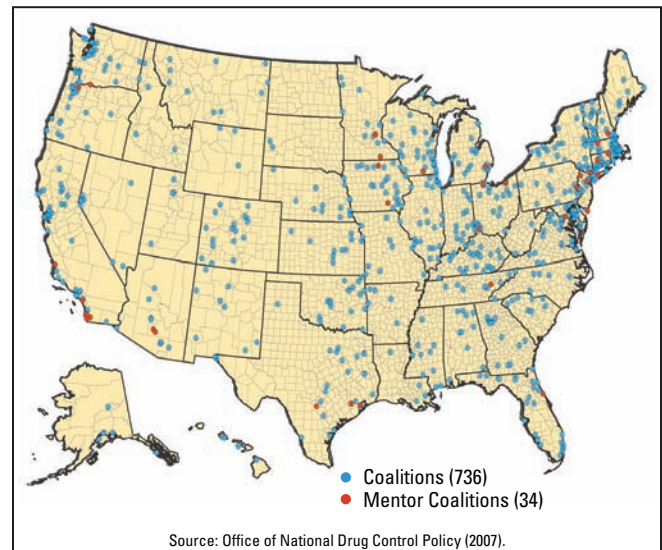 Coalitions (736)
Mentor Coalitions (34)
Source: Office of National Drug Control Policy (2007).